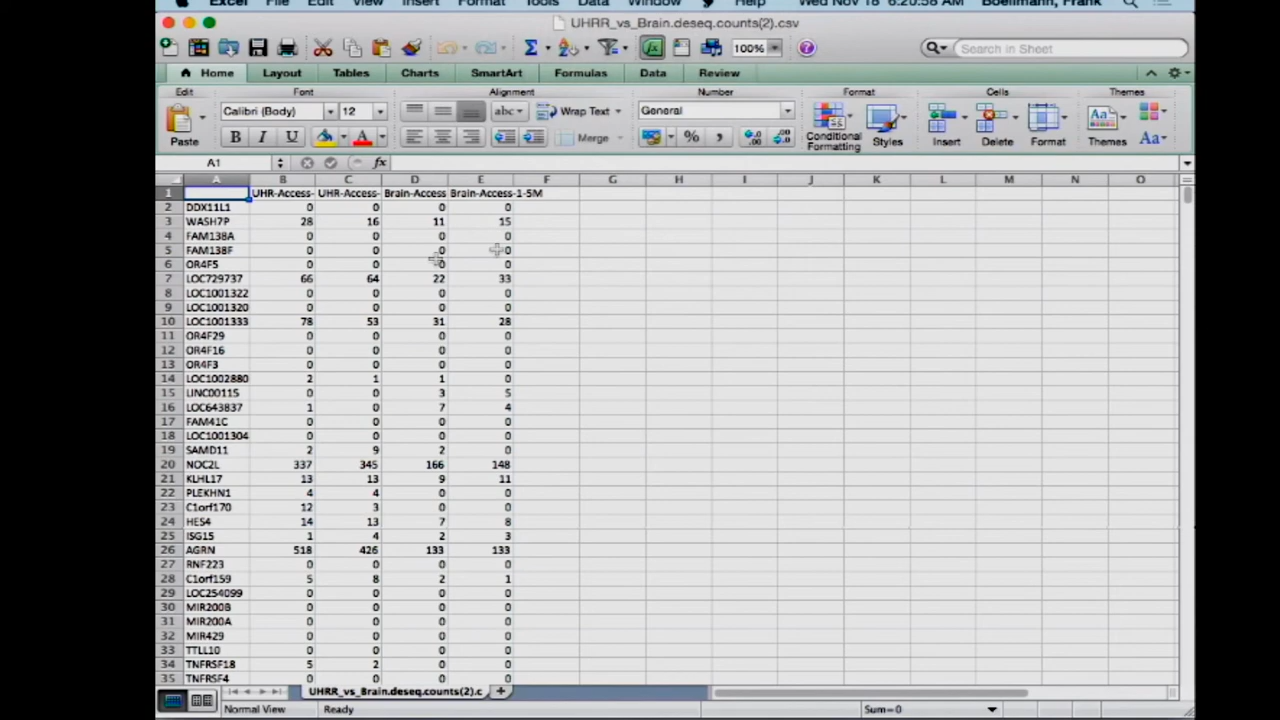 Excel File Edit View Insert Format Tools Data Window Help Wed Nov 18 6:20:58 AM Boellmann, Frank
UHRR_vs_Brain.deseq.counts(2).csv
150% Search in Sheet
Home Layout Tables Charts SmartArt Formulas Data Review
Edit Font Alignment Number Format Cells Themes
Calibri (Body) 12 abc Wrap Text General
Paste B I U A Merge % , Conditional Formatting Styles Insert Delete Format Themes Aa
A1 fx
A B C D E F G H I J K L M N O
1 UHR-Access- UHR-Access- Brain-Access Brain-Access-1-5M
2 DDX11L1 0 0 0 0
3 WASH7P 28 16 11 15
4 FAM138A 0 0 0 0
5 FAM138F 0 0 0 0
6 OR4F5 0 0 0 0
7 LOC729737 66 64 22 33
8 LOC1001322 0 0 0 0
9 LOC1001320 0 0 0 0
10 LOC1001333 78 53 31 28
11 OR4F29 0 0 0 0
12 OR4F16 0 0 0 0
13 OR4F3 0 0 0 0
14 LOC1002880 2 1 1 0
15 LINC00115 0 0 3 5
16 LOC643837 1 0 7 4
17 FAM41C 0 0 0 0
18 LOC1001304 0 0 0 0
19 SAMD11 2 9 2 0
20 NOC2L 337 345 166 148
21 KLHL17 13 13 9 11
22 PLEKHN1 4 4 0 0
23 C1orf170 12 3 0 0
24 HES4 14 13 7 8
25 ISG15 1 4 2 3
26 AGRN 518 426 133 133
27 RNF223 0 0 0 0
28 C1orf159 5 8 2 1
29 LOC254099 0 0 0 0
30 MIR200B 0 0 0 0
31 MIR200A 0 0 0 0
32 MIR429 0 0 0 0
33 TTLL10 0 0 0 0
34 TNFRSF18 5 2 0 0
35 TNFRSF4 0 0 0 0
UHRR_vs_Brain.deseq.counts(2).c
Normal View Ready Sum=0